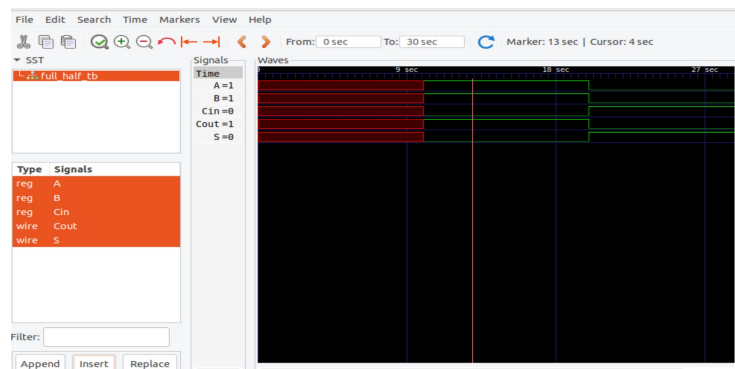 File Edit Search Time Markers View Help
From: 0 sec To: 30 sec Marker: 13 sec | Cursor: 4 sec
SST
full_half_tb
Type Signals
reg A
reg B
reg Cin
wire Cout
wire S
Filter:
Append Insert Replace
Signals
Time
A=1
B=1
Cin=0
Cout=1
S=0
Waves
9 sec 18 sec 27 sec